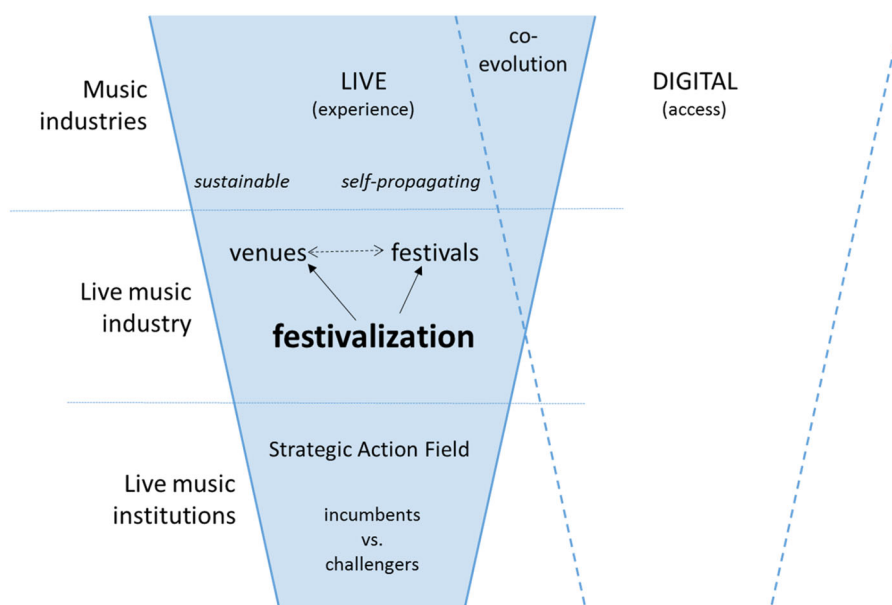 co-
evolution
Music
industries
LIVE
(experience)
DIGITAL
(access)
sustainable
self-propagating
venues
festivals
Live music
industry
festivalization
Strategic Action Field
Live music
institutions
incumbents
vs.
challengers